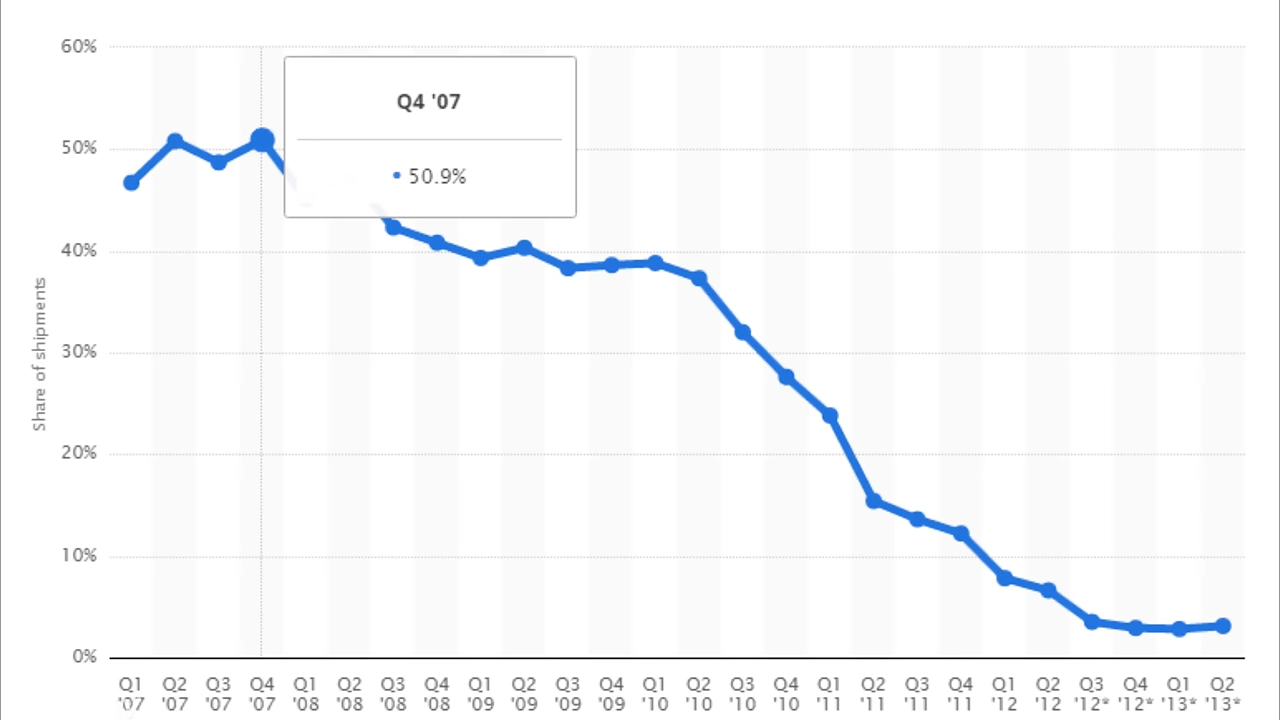 60%
Q4 '07
50%
50.9%
40%
Share of shipments
30%
20%
10%
0%
Q1 Q2 Q3 Q4 Q1 Q2 Q3 Q4 Q1 Q2 Q3 Q4 Q1 Q2 Q3 Q4 Q1 Q2 Q3 Q4 Q1 Q2 Q3 Q4 Q1 Q2
'07 '07 '07 '07 '08 '08 '08 '08 '09 '09 '09 '09 '10 '10 '10 '10 '11 '11 '11 '11 '12 '12 '12* '12* '13* '13*